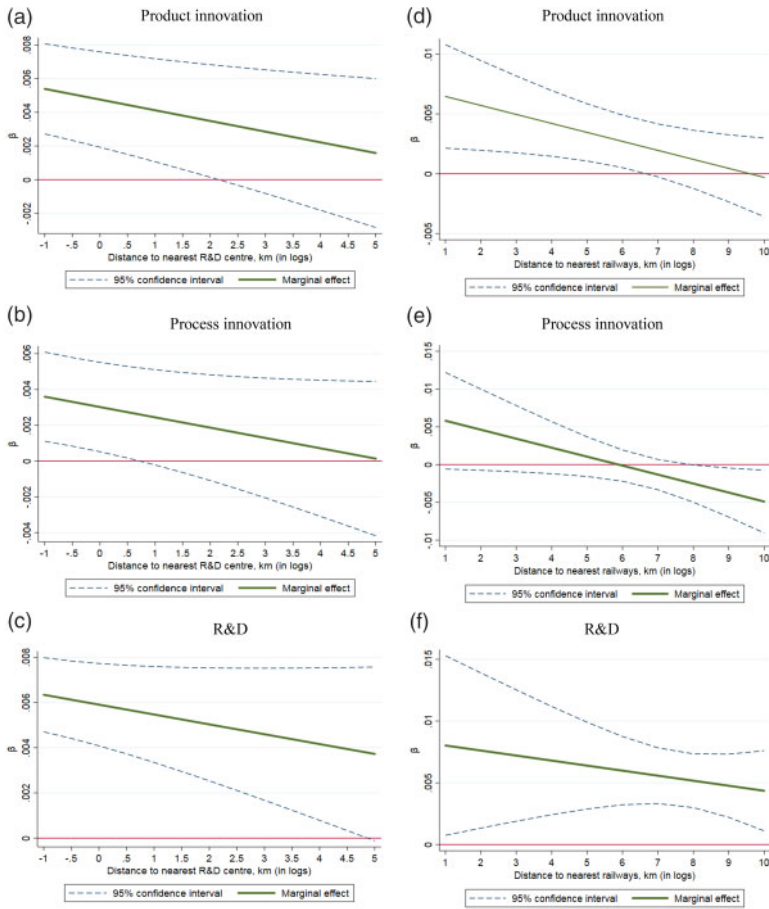 (a)
Product innovation
.008
.006
.004
.002
0
-.002
β
-1 -.5 0 .5 1 1.5 2 2.5 3 3.5 4 4.5 5
Distance to nearest R&D centre, km (in logs)
95% confidence interval Marginal effect
(d)
Product innovation
.01
.005
0
-.005
β
1 2 3 4 5 6 7 8 9 10
Distance to nearest railways, km (in logs)
95% confidence interval Marginal effect
(b)
Process innovation
.006
.004
.002
0
-.002
-.004
β
-1 -.5 0 .5 1 1.5 2 2.5 3 3.5 4 4.5 5
Distance to nearest R&D centre, km (in logs)
95% confidence interval Marginal effect
(e)
Process innovation
.015
.01
.005
0
-.005
-.01
β
1 2 3 4 5 6 7 8 9 10
Distance to nearest railways, km (in logs)
95% confidence interval Marginal effect
(c)
R&D
.008
.006
.004
.002
0
β
-1 -.5 0 .5 1 1.5 2 2.5 3 3.5 4 4.5 5
Distance to nearest R&D centre, km (in logs)
95% confidence interval Marginal effect
(f)
R&D
.015
.01
.005
0
β
1 2 3 4 5 6 7 8 9 10
Distance to nearest railways, km (in logs)
95% confidence interval Marginal effect